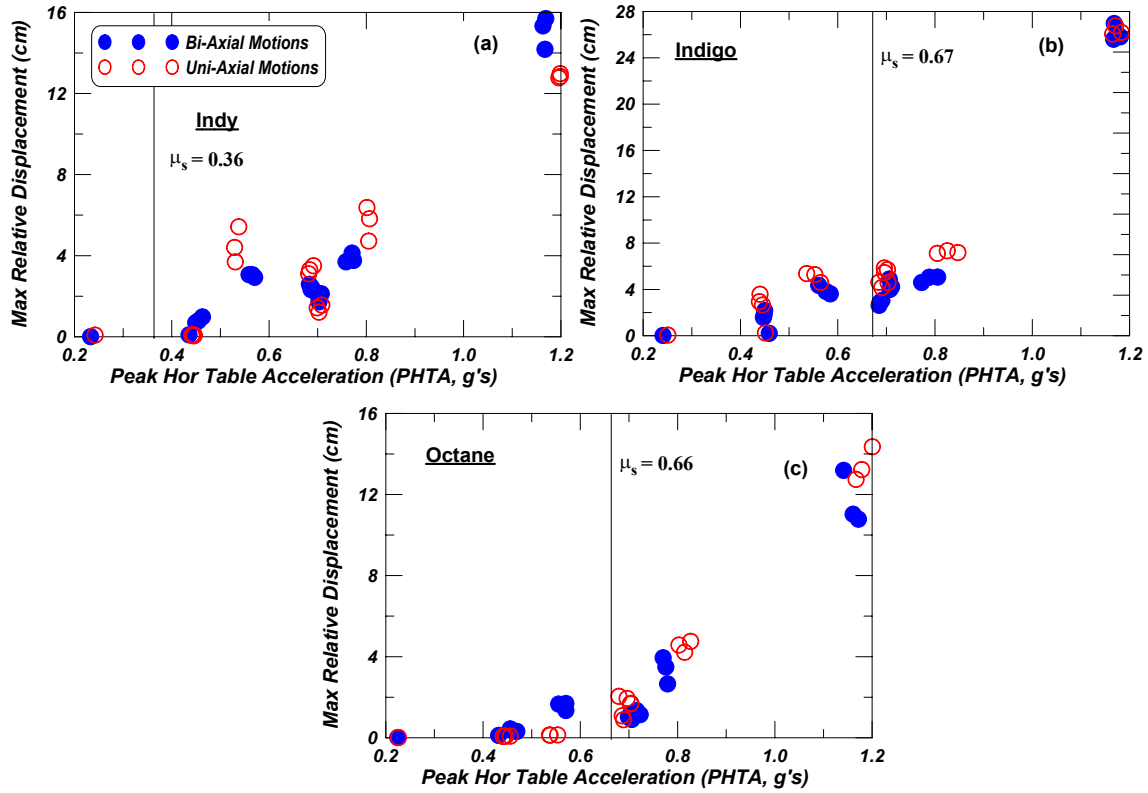 16
12
8
4
0
Max Relative Displacement (cm)
Bi-Axial Motions
Uni-Axial Motions
(a)
Indy
μs = 0.36
0.2 0.4 0.6 0.8 1.0 1.2
Peak Hor Table Acceleration (PHTA, g's)
28
24
20
16
12
8
4
0
Max Relative Displacement (cm)
Indigo
μs = 0.67
(b)
0.2 0.4 0.6 0.8 1.0 1.2
Peak Hor Table Acceleration (PHTA, g's)
16
12
8
4
0
Max Relative Displacement (cm)
Octane
μs = 0.66
(c)
0.2 0.4 0.6 0.8 1.0 1.2
Peak Hor Table Acceleration (PHTA, g's)